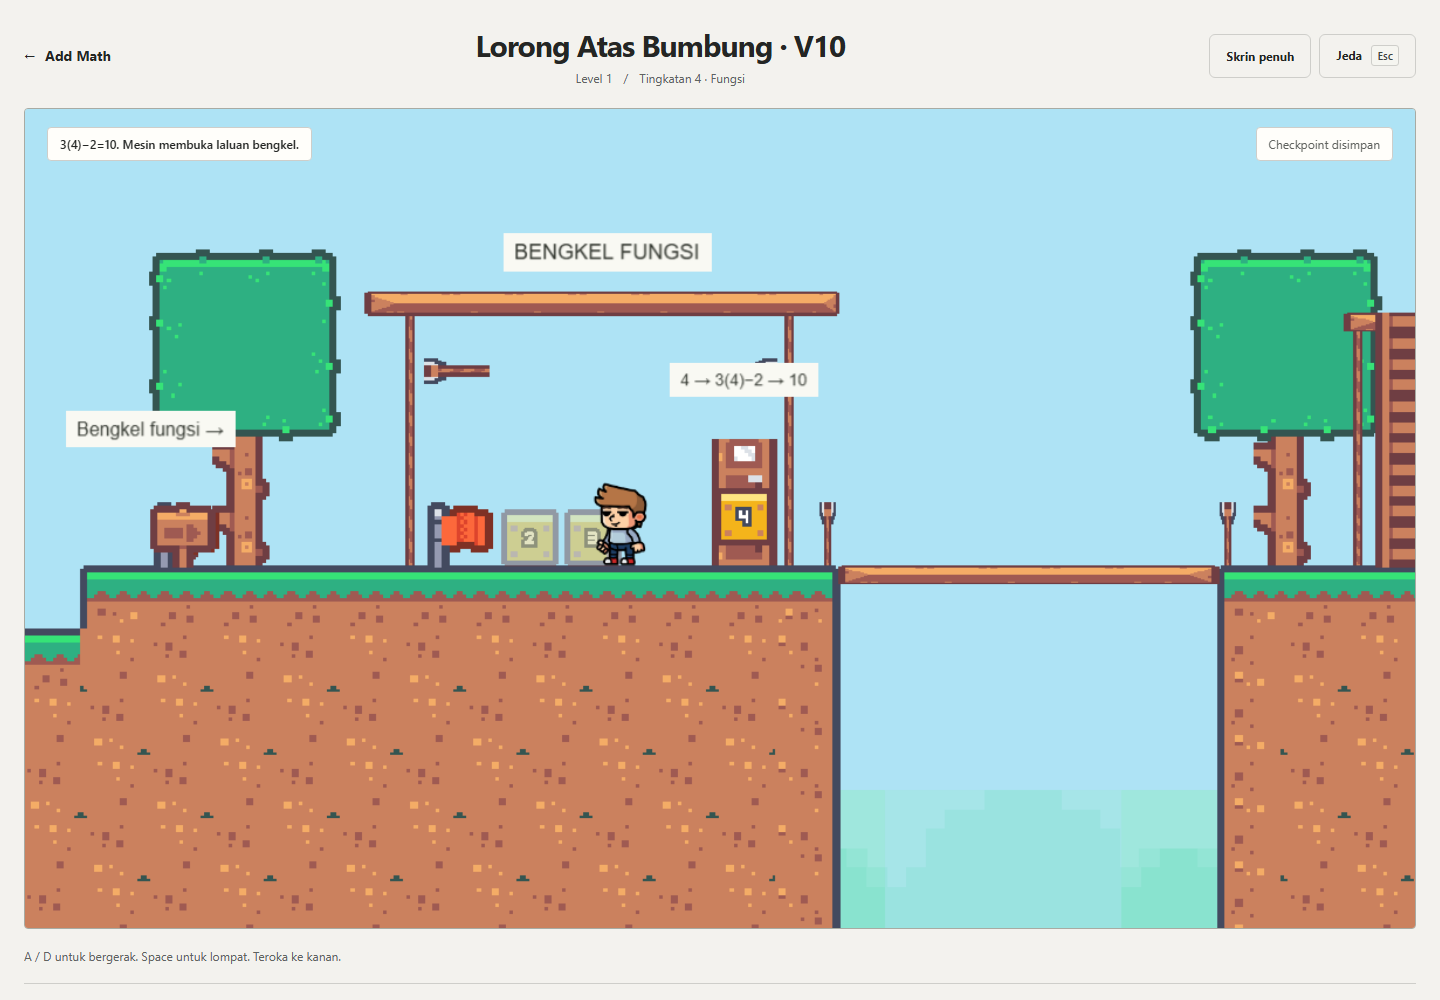 ← Add Math
Lorong Atas Bumbung · V10
Level 1 / Tingkatan 4 · Fungsi
Skrin penuh
Jeda Esc
3(4)−2=10. Mesin membuka laluan bengkel.
Checkpoint disimpan
BENGKEL FUNGSI
4 → 3(4)−2 → 10
Bengkel fungsi →
2
3
4
A / D untuk bergerak. Space untuk lompat. Teroka ke kanan.